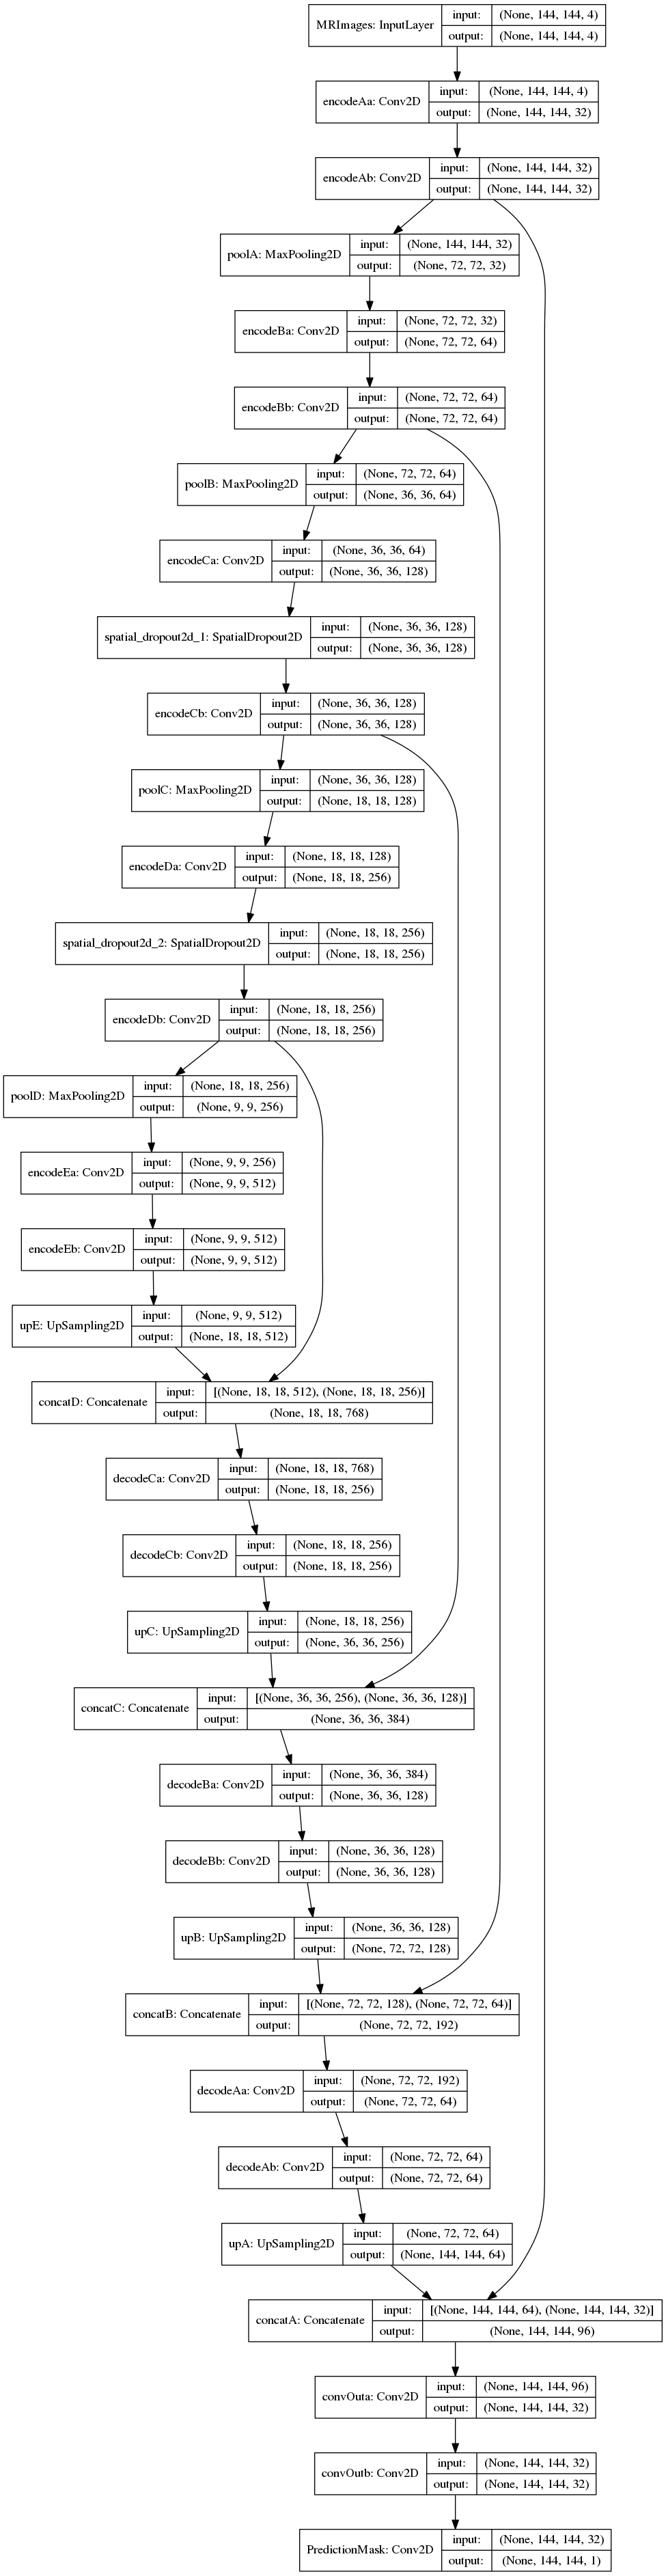 MRImages: InputLayer
input: (None, 144, 144, 4)
output: (None, 144, 144, 4)
encodeAa: Conv2D
input: (None, 144, 144, 4)
output: (None, 144, 144, 32)
encodeAb: Conv2D
input: (None, 144, 144, 32)
output: (None, 144, 144, 32)
poolA: MaxPooling2D
input: (None, 144, 144, 32)
output: (None, 72, 72, 32)
encodeBa: Conv2D
input: (None, 72, 72, 32)
output: (None, 72, 72, 64)
encodeBb: Conv2D
input: (None, 72, 72, 64)
output: (None, 72, 72, 64)
poolB: MaxPooling2D
input: (None, 72, 72, 64)
output: (None, 36, 36, 64)
encodeCa: Conv2D
input: (None, 36, 36, 64)
output: (None, 36, 36, 128)
spatial_dropout2d_1: SpatialDropout2D
input: (None, 36, 36, 128)
output: (None, 36, 36, 128)
encodeCb: Conv2D
input: (None, 36, 36, 128)
output: (None, 36, 36, 128)
poolC: MaxPooling2D
input: (None, 36, 36, 128)
output: (None, 18, 18, 128)
encodeDa: Conv2D
input: (None, 18, 18, 128)
output: (None, 18, 18, 256)
spatial_dropout2d_2: SpatialDropout2D
input: (None, 18, 18, 256)
output: (None, 18, 18, 256)
encodeDb: Conv2D
input: (None, 18, 18, 256)
output: (None, 18, 18, 256)
poolD: MaxPooling2D
input: (None, 18, 18, 256)
output: (None, 9, 9, 256)
encodeEa: Conv2D
input: (None, 9, 9, 256)
output: (None, 9, 9, 512)
encodeEb: Conv2D
input: (None, 9, 9, 512)
output: (None, 9, 9, 512)
upE: UpSampling2D
input: (None, 9, 9, 512)
output: (None, 18, 18, 512)
concatD: Concatenate
input: [(None, 18, 18, 512), (None, 18, 18, 256)]
output: (None, 18, 18, 768)
decodeCa: Conv2D
input: (None, 18, 18, 768)
output: (None, 18, 18, 256)
decodeCb: Conv2D
input: (None, 18, 18, 256)
output: (None, 18, 18, 256)
upC: UpSampling2D
input: (None, 18, 18, 256)
output: (None, 36, 36, 256)
concatC: Concatenate
input: [(None, 36, 36, 256), (None, 36, 36, 128)]
output: (None, 36, 36, 384)
decodeBa: Conv2D
input: (None, 36, 36, 384)
output: (None, 36, 36, 128)
decodeBb: Conv2D
input: (None, 36, 36, 128)
output: (None, 36, 36, 128)
upB: UpSampling2D
input: (None, 36, 36, 128)
output: (None, 72, 72, 128)
concatB: Concatenate
input: [(None, 72, 72, 128), (None, 72, 72, 64)]
output: (None, 72, 72, 192)
decodeAa: Conv2D
input: (None, 72, 72, 192)
output: (None, 72, 72, 64)
decodeAb: Conv2D
input: (None, 72, 72, 64)
output: (None, 72, 72, 64)
upA: UpSampling2D
input: (None, 72, 72, 64)
output: (None, 144, 144, 64)
concatA: Concatenate
input: [(None, 144, 144, 64), (None, 144, 144, 32)]
output: (None, 144, 144, 96)
convOuta: Conv2D
input: (None, 144, 144, 96)
output: (None, 144, 144, 32)
convOutb: Conv2D
input: (None, 144, 144, 32)
output: (None, 144, 144, 32)
PredictionMask: Conv2D
input: (None, 144, 144, 32)
output: (None, 144, 144, 1)